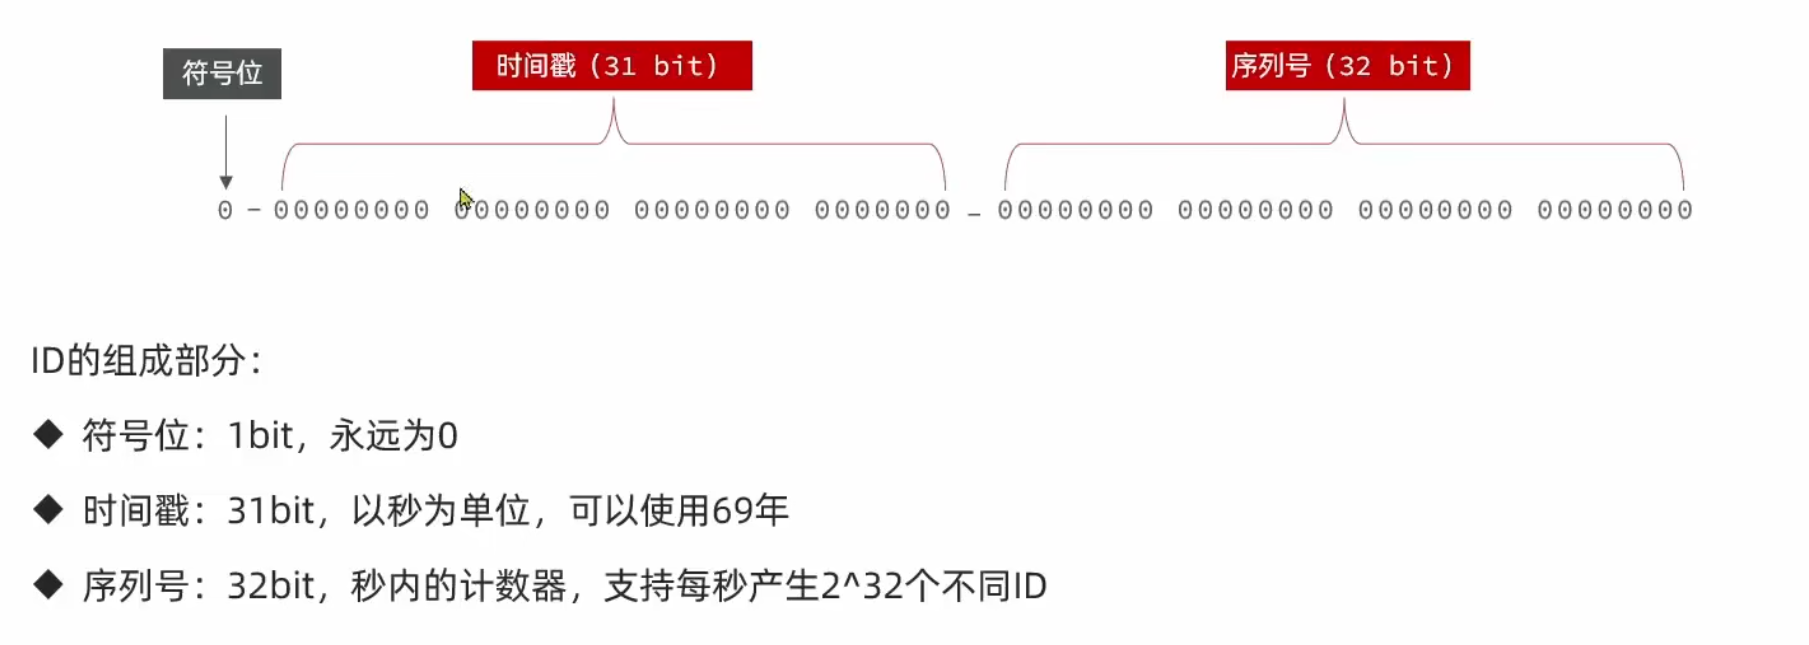 符号位
时间戳（31 bit）
序列号（32 bit）
0 - 00000000 00000000 00000000 0000000 - 00000000 00000000 00000000 00000000
ID的组成部分：
◆ 符号位：1bit，永远为0
◆ 时间戳：31bit，以秒为单位，可以使用69年
◆ 序列号：32bit，秒内的计数器，支持每秒产生2^32个不同ID